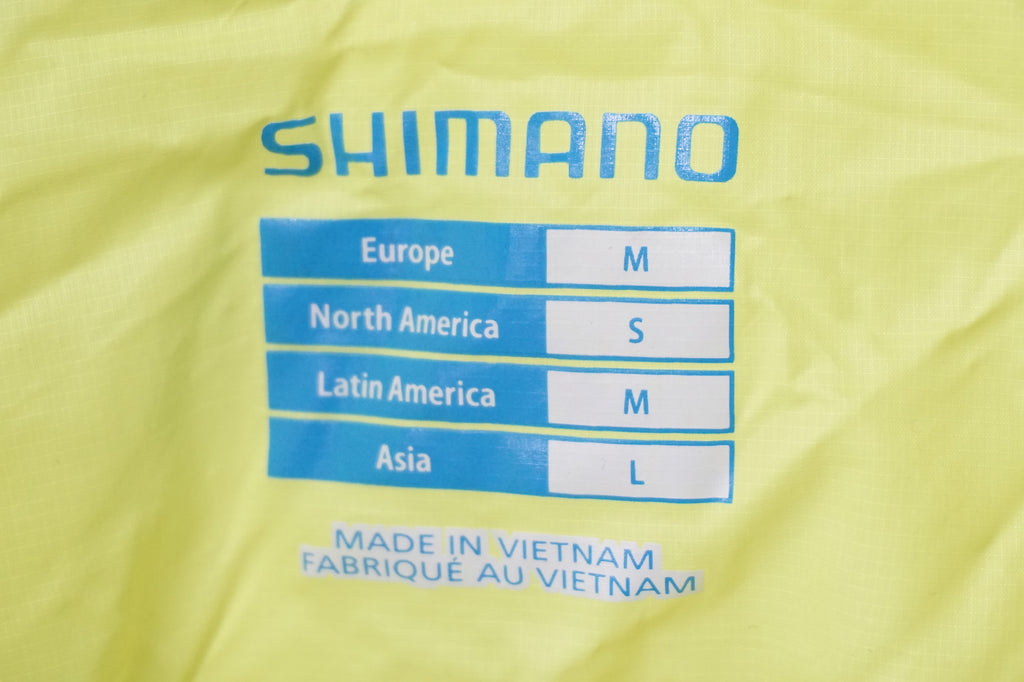 SHIMANO
Europe M
North America S
Latin America M
Asia L
MADE IN VIETNAM
FABRIQUÉ AU VIETNAM